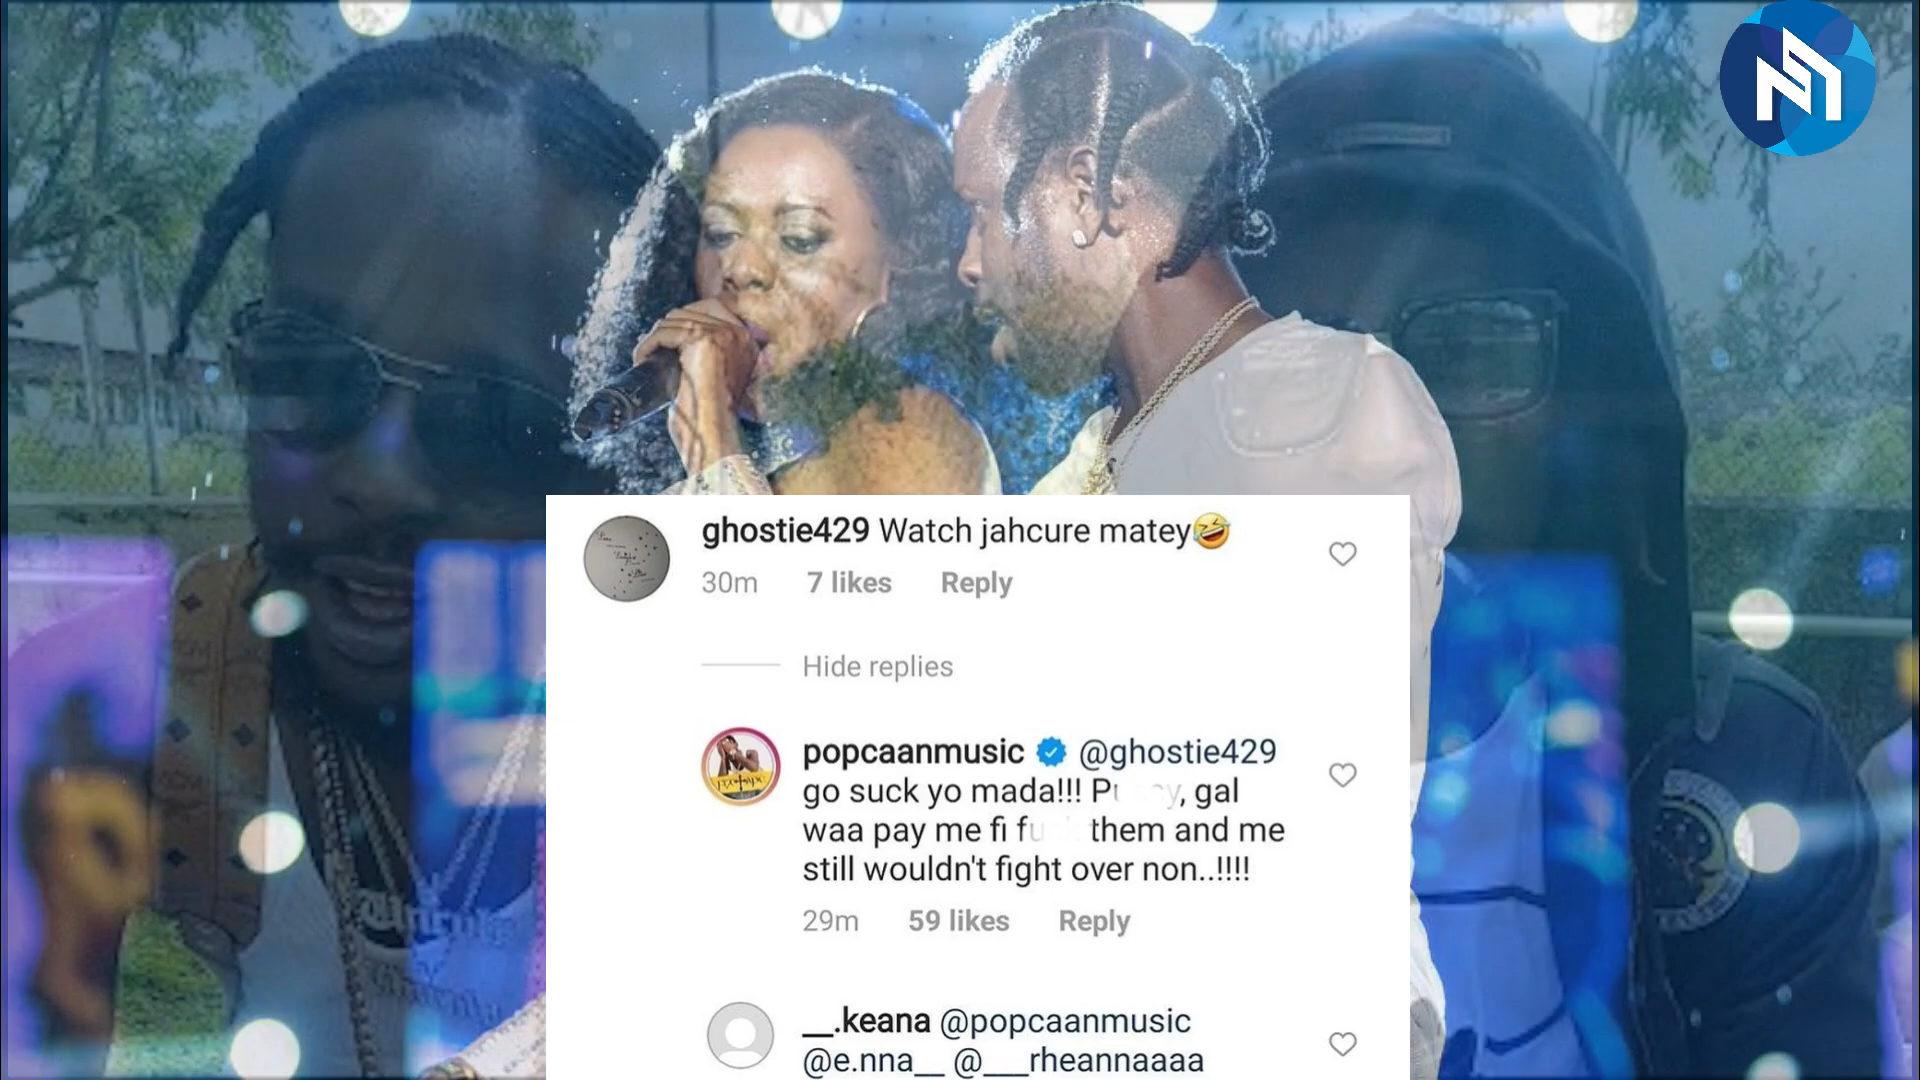 ghostie429 Watch jahcure matey🤣
30m 7 likes Reply
Hide replies
popcaanmusic @ghostie429
go suck yo mada!!! P y, gal
waa pay me fi fu them and me
still wouldn't fight over non..!!!!
29m 59 likes Reply
__.keana @popcaanmusic
@e.nna__ @___rheannaaaa